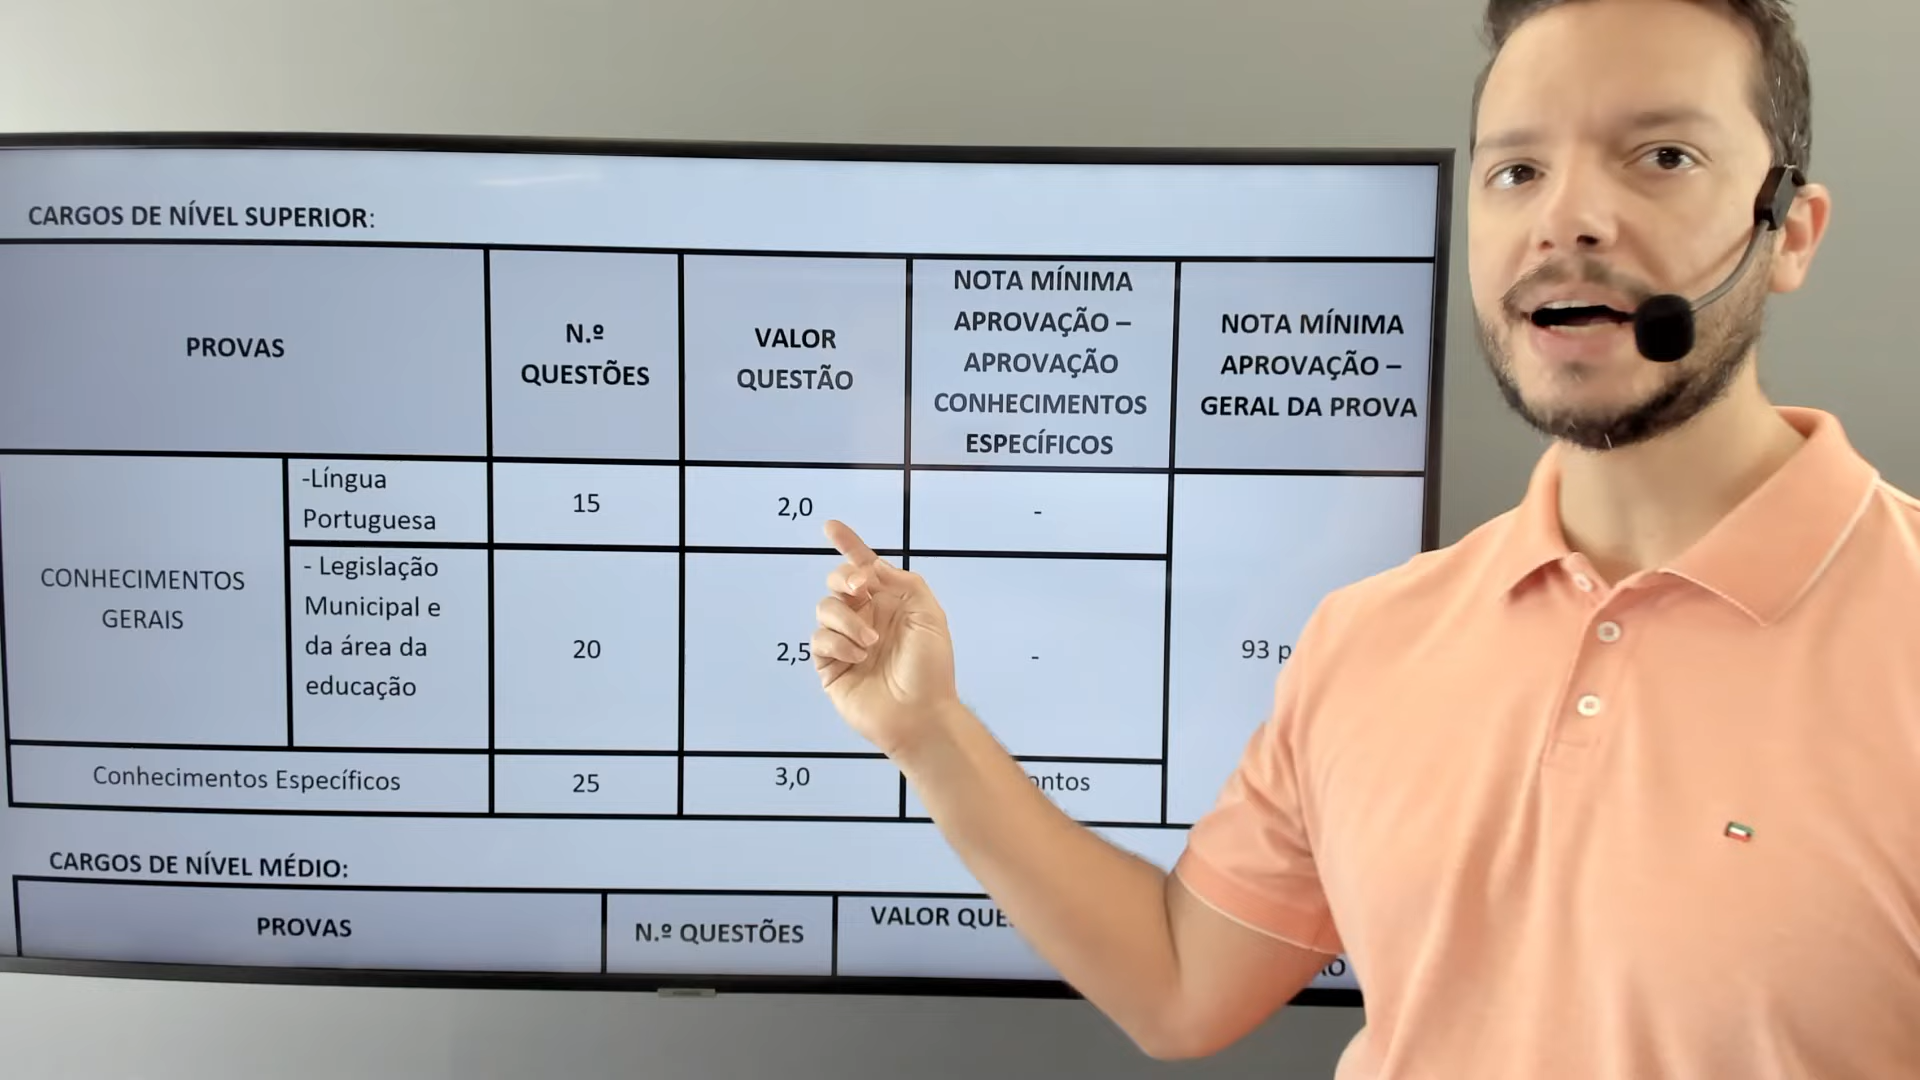 CARGOS DE NÍVEL SUPERIOR:
PROVAS
N.º
QUESTÕES
VALOR
QUESTÃO
NOTA MÍNIMA
APROVAÇÃO –
APROVAÇÃO
CONHECIMENTOS
ESPECÍFICOS
NOTA MÍNIMA
APROVAÇÃO –
GERAL DA PROVA
CONHECIMENTOS
GERAIS
-Língua
Portuguesa
15
2,0
-
- Legislação
Municipal e
da área da
educação
20
2,5
-
93
Conhecimentos Específicos
25
3,0
CARGOS DE NÍVEL MÉDIO:
PROVAS
N.º QUESTÕES
VALOR